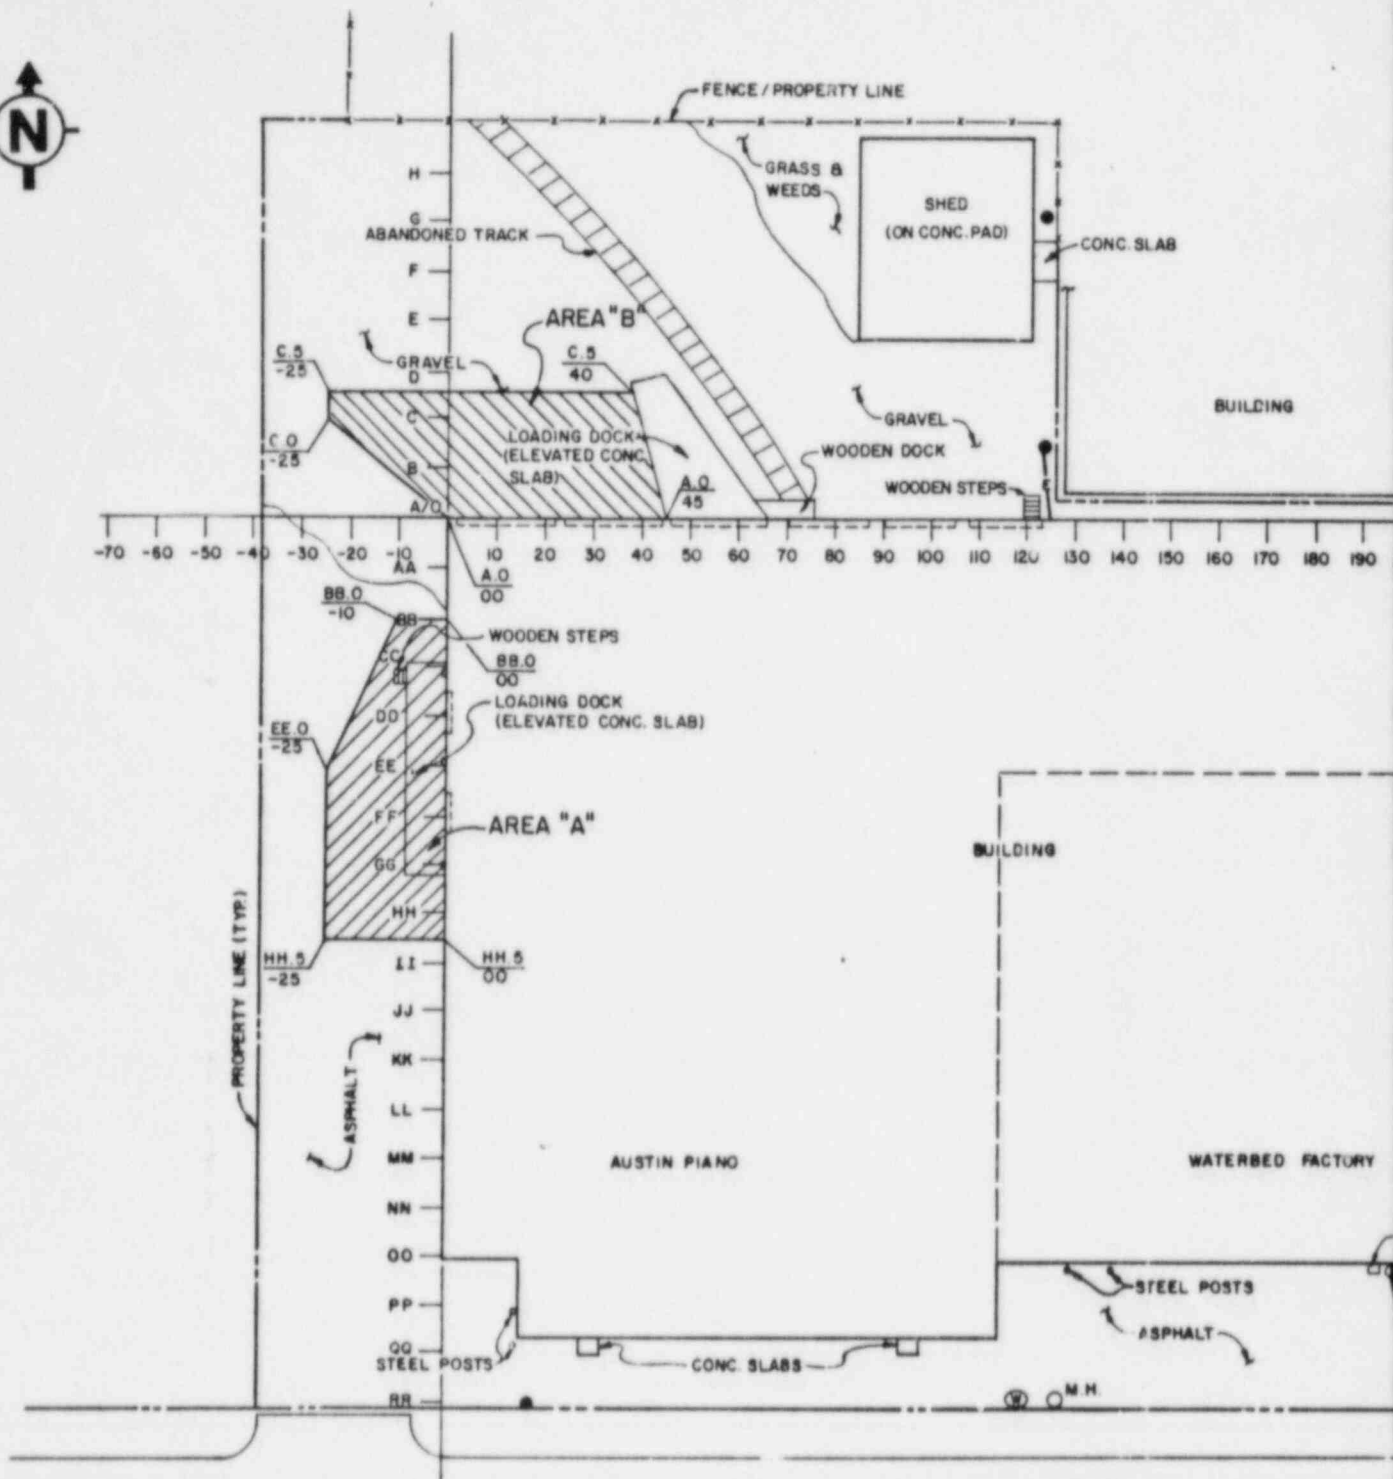 N
FENCE/PROPERTY LINE
H
GRASS &
WEEDS
SHED
(ON CONC. PAD)
G
ABANDONED TRACK
CONC. SLAB
F
E
AREA "B"
C.5
-25
GRAVEL
C.5
40
D
BUILDING
C
GRAVEL
C.0
-25
LOADING DOCK
(ELEVATED CONC.
SLAB)
WOODEN DOCK
B
A.0
45
WOODEN STEPS
E
A/0
-70 -60 -50 -40 -30 -20 -10 10 20 30 40 50 60 70 80 90 100 110 120 130 140 150 160 170 180 190
AA
A.0
00
BB.0
-10
BB
WOODEN STEPS
CC
BB.0
00
LOADING DOCK
(ELEVATED CONC. SLAB)
DD
EE.0
-25
EE
FF
AREA "A"
BUILDING
GG
PROPERTY LINE (TYP.)
HH
HH.5
-25
II
HH.5
00
JJ
ASPHALT
KK
LL
MM
AUSTIN PIANO
WATERBED FACTORY
NN
OO
STEEL POSTS
PP
ASPHALT
QQ
STEEL POSTS
CONC. SLABS
RR
W
M.H.